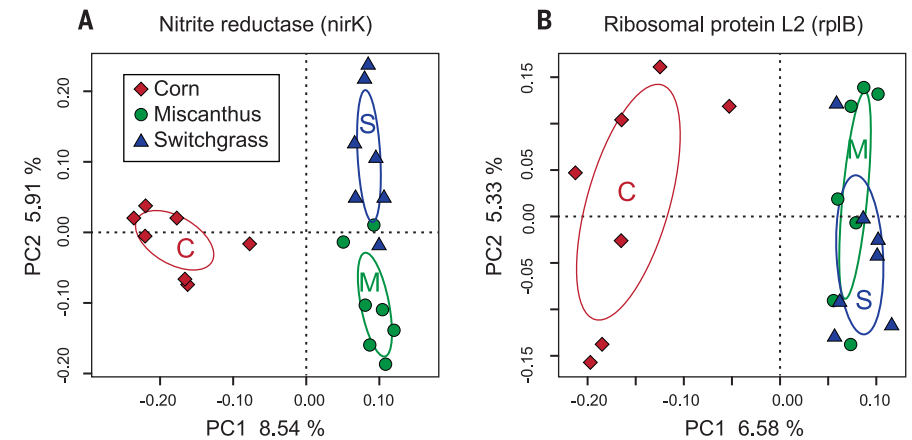 A
Nitrite reductase (nirK)
Corn
Miscanthus
Switchgrass
S
C
M
0.20
0.10
0.00
-0.10
-0.20
PC2 5.91 %
-0.20
-0.10
0.00
0.10
PC1 8.54 %
B
Ribosomal protein L2 (rplB)
C
M
S
0.15
0.05
0.00
-0.05
-0.15
PC2 5.33 %
-0.20
-0.10
0.00
0.10
PC1 6.58 %